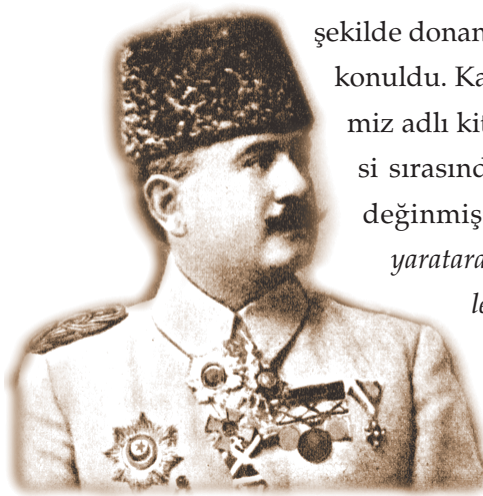 şekilde donan
konuldu. Ka
miz adlı kit
si sırasınd
değinmiş
yaratara
le